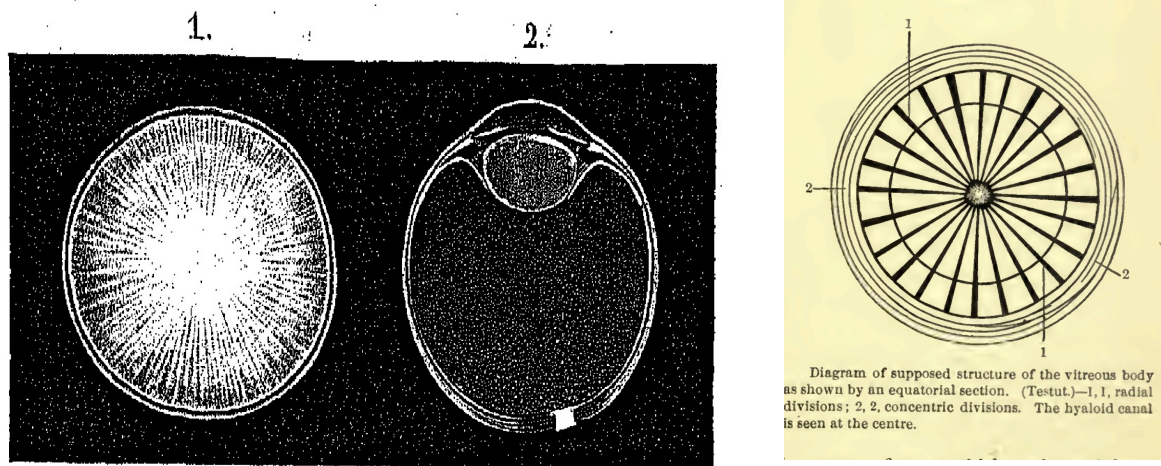 1.
2.
1
2
2
1
Diagram of supposed structure of the vitreous body
as shown by an equatorial section. (Testut.)—1, 1, radial
divisions; 2, 2, concentric divisions. The hyaloid canal
is seen at the centre.